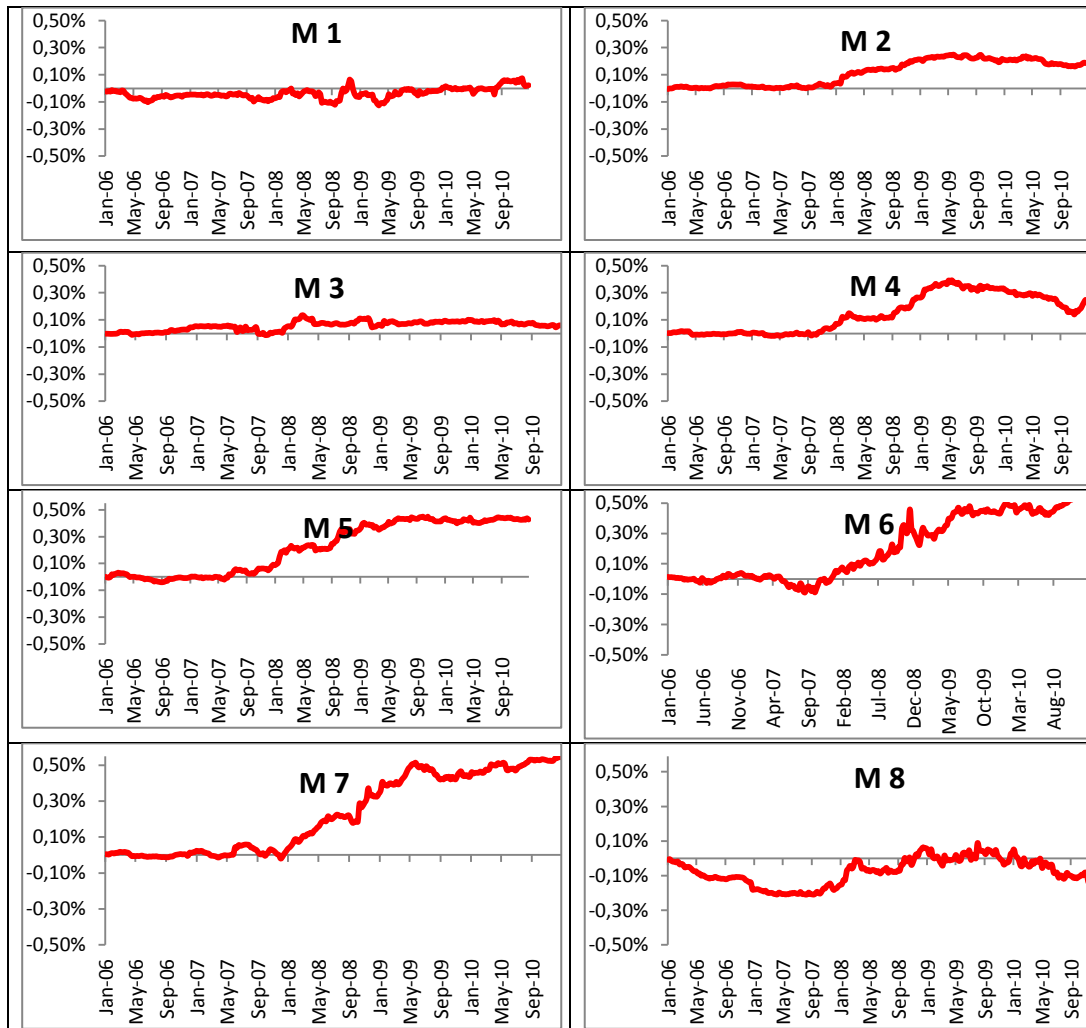 M 1
0,50%
0,30%
0,10%
-0,10%
-0,30%
-0,50%
Jan-06
May-06
Sep-06
Jan-07
May-07
Sep-07
Jan-08
May-08
Sep-08
Jan-09
May-09
Sep-09
Jan-10
May-10
Sep-10
M 2
0,50%
0,30%
0,10%
-0,10%
-0,30%
-0,50%
Jan-06
May-06
Sep-06
Jan-07
May-07
Sep-07
Jan-08
May-08
Sep-08
Jan-09
May-09
Sep-09
Jan-10
May-10
Sep-10
M 3
0,50%
0,30%
0,10%
-0,10%
-0,30%
-0,50%
Jan-06
May-06
Sep-06
Jan-07
May-07
Sep-07
Jan-08
May-08
Sep-08
Jan-09
May-09
Sep-09
Jan-10
May-10
Sep-10
M 4
0,50%
0,30%
0,10%
-0,10%
-0,30%
-0,50%
Jan-06
May-06
Sep-06
Jan-07
May-07
Sep-07
Jan-08
May-08
Sep-08
Jan-09
May-09
Sep-09
Jan-10
May-10
Sep-10
M 5
0,50%
0,30%
0,10%
-0,10%
-0,30%
-0,50%
Jan-06
May-06
Sep-06
Jan-07
May-07
Sep-07
Jan-08
May-08
Sep-08
Jan-09
May-09
Sep-09
Jan-10
May-10
Sep-10
M 6
0,50%
0,30%
0,10%
-0,10%
-0,30%
-0,50%
Jan-06
Jun-06
Nov-06
Apr-07
Sep-07
Feb-08
Jul-08
Dec-08
May-09
Oct-09
Mar-10
Aug-10
M 7
0,50%
0,30%
0,10%
-0,10%
-0,30%
-0,50%
Jan-06
May-06
Sep-06
Jan-07
May-07
Sep-07
Jan-08
May-08
Sep-08
Jan-09
May-09
Sep-09
Jan-10
May-10
Sep-10
M 8
0,50%
0,30%
0,10%
-0,10%
-0,30%
-0,50%
Jan-06
May-06
Sep-06
Jan-07
May-07
Sep-07
Jan-08
May-08
Sep-08
Jan-09
May-09
Sep-09
Jan-10
May-10
Sep-10